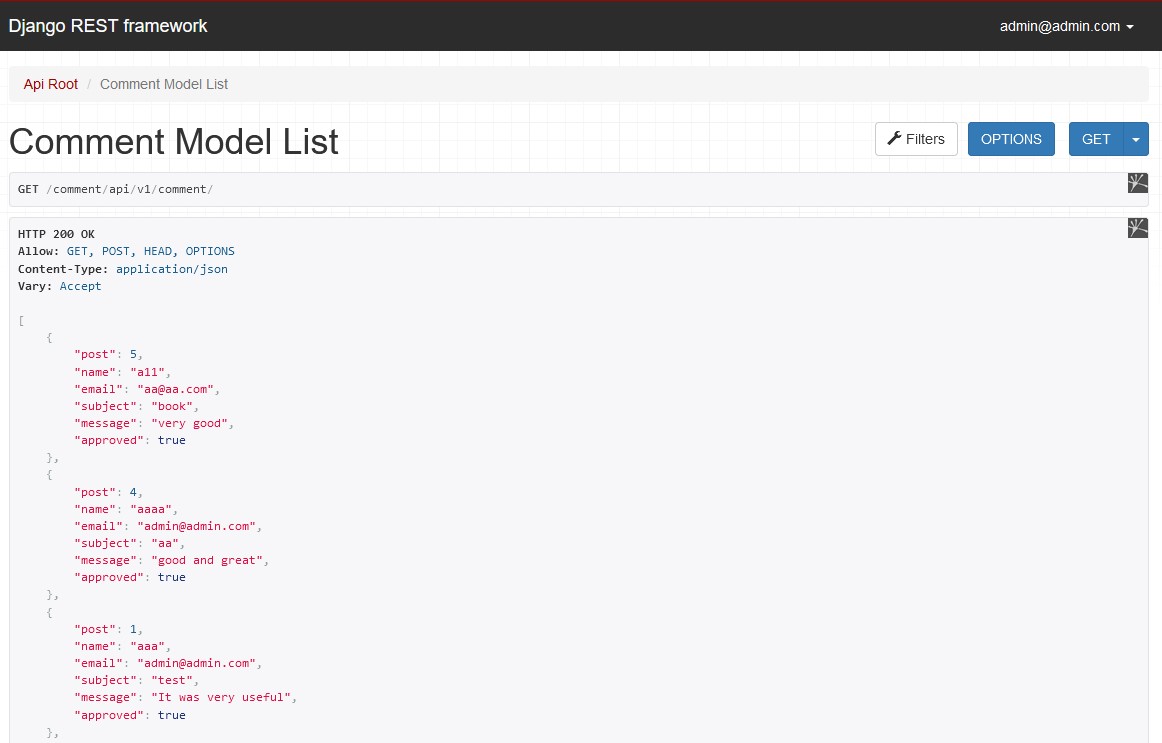 Django REST framework
admin@admin.com
Api Root / Comment Model List
Comment Model List
Filters
OPTIONS
GET
GET /comment/api/v1/comment/
HTTP 200 OK
Allow: GET, POST, HEAD, OPTIONS
Content-Type: application/json
Vary: Accept
[
    {
        "post": 5,
        "name": "a11",
        "email": "aa@aa.com",
        "subject": "book",
        "message": "very good",
        "approved": true
    },
    {
        "post": 4,
        "name": "aaaa",
        "email": "admin@admin.com",
        "subject": "aa",
        "message": "good and great",
        "approved": true
    },
    {
        "post": 1,
        "name": "aaa",
        "email": "admin@admin.com",
        "subject": "test",
        "message": "It was very useful",
        "approved": true
    },